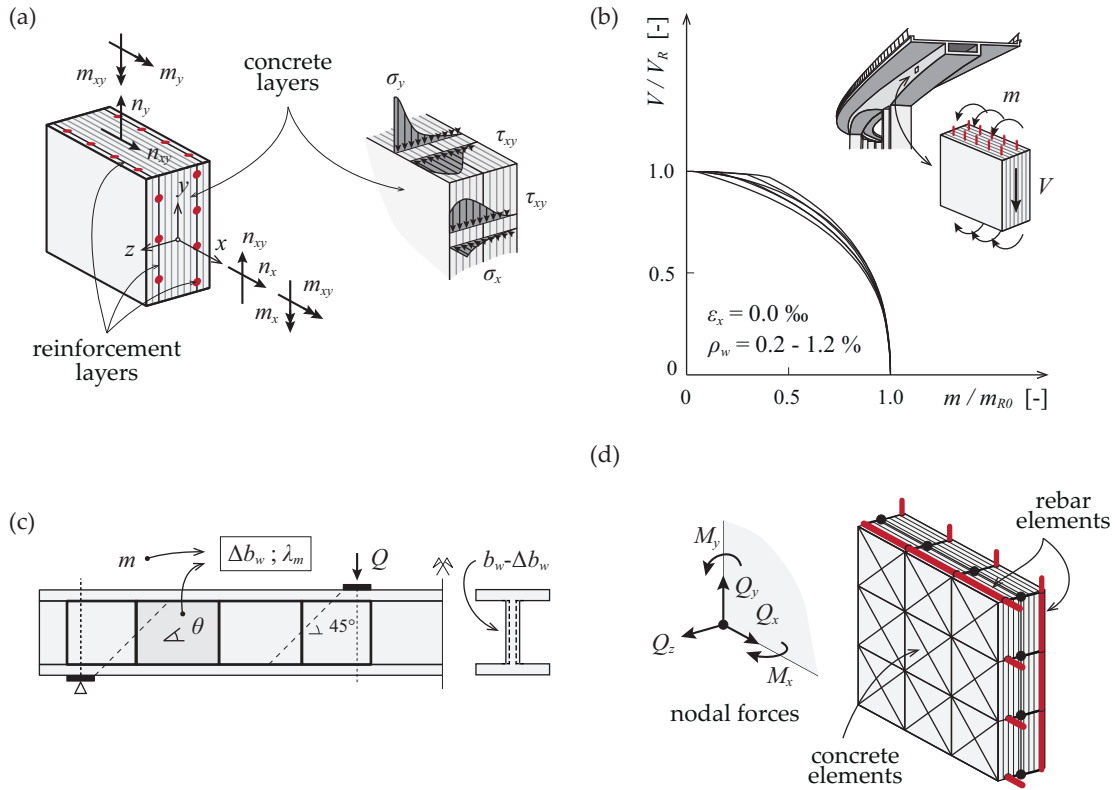 (a)
m_xy
m_y
n_y
n_xy
concrete
layers
y
z
x
n_xy
n_x
m_xy
m_x
reinforcement
layers
σ_y
τ_xy
τ_xy
σ_x
(b)
V / V_R [-]
1.0
0.5
0
0
0.5
1.0
m / m_R0 [-]
ε_x = 0.0 ‰
ρ_w = 0.2 - 1.2 %
m
V
(c)
m
Δb_w ; λ_m
Q
θ
45°
b_w-Δb_w
(d)
M_y
Q_y
Q_x
Q_z
M_x
nodal forces
rebar
elements
concrete
elements